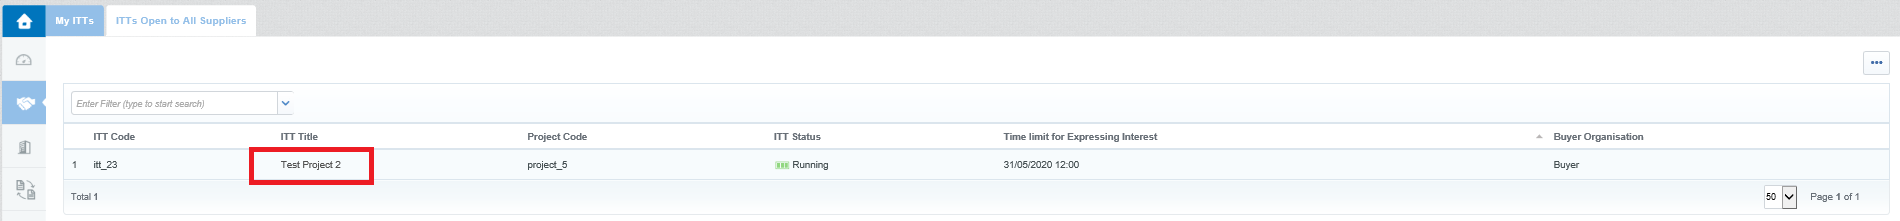 My ITTs ITTs Open to All Suppliers
•••
Enter Filter (type to start search)
ITT Code ITT Title Project Code ITT Status Time limit for Expressing Interest Buyer Organisation
1 itt_23 Test Project 2 project_5 Running 31/05/2020 12:00 Buyer
Total 1 50 Page 1 of 1